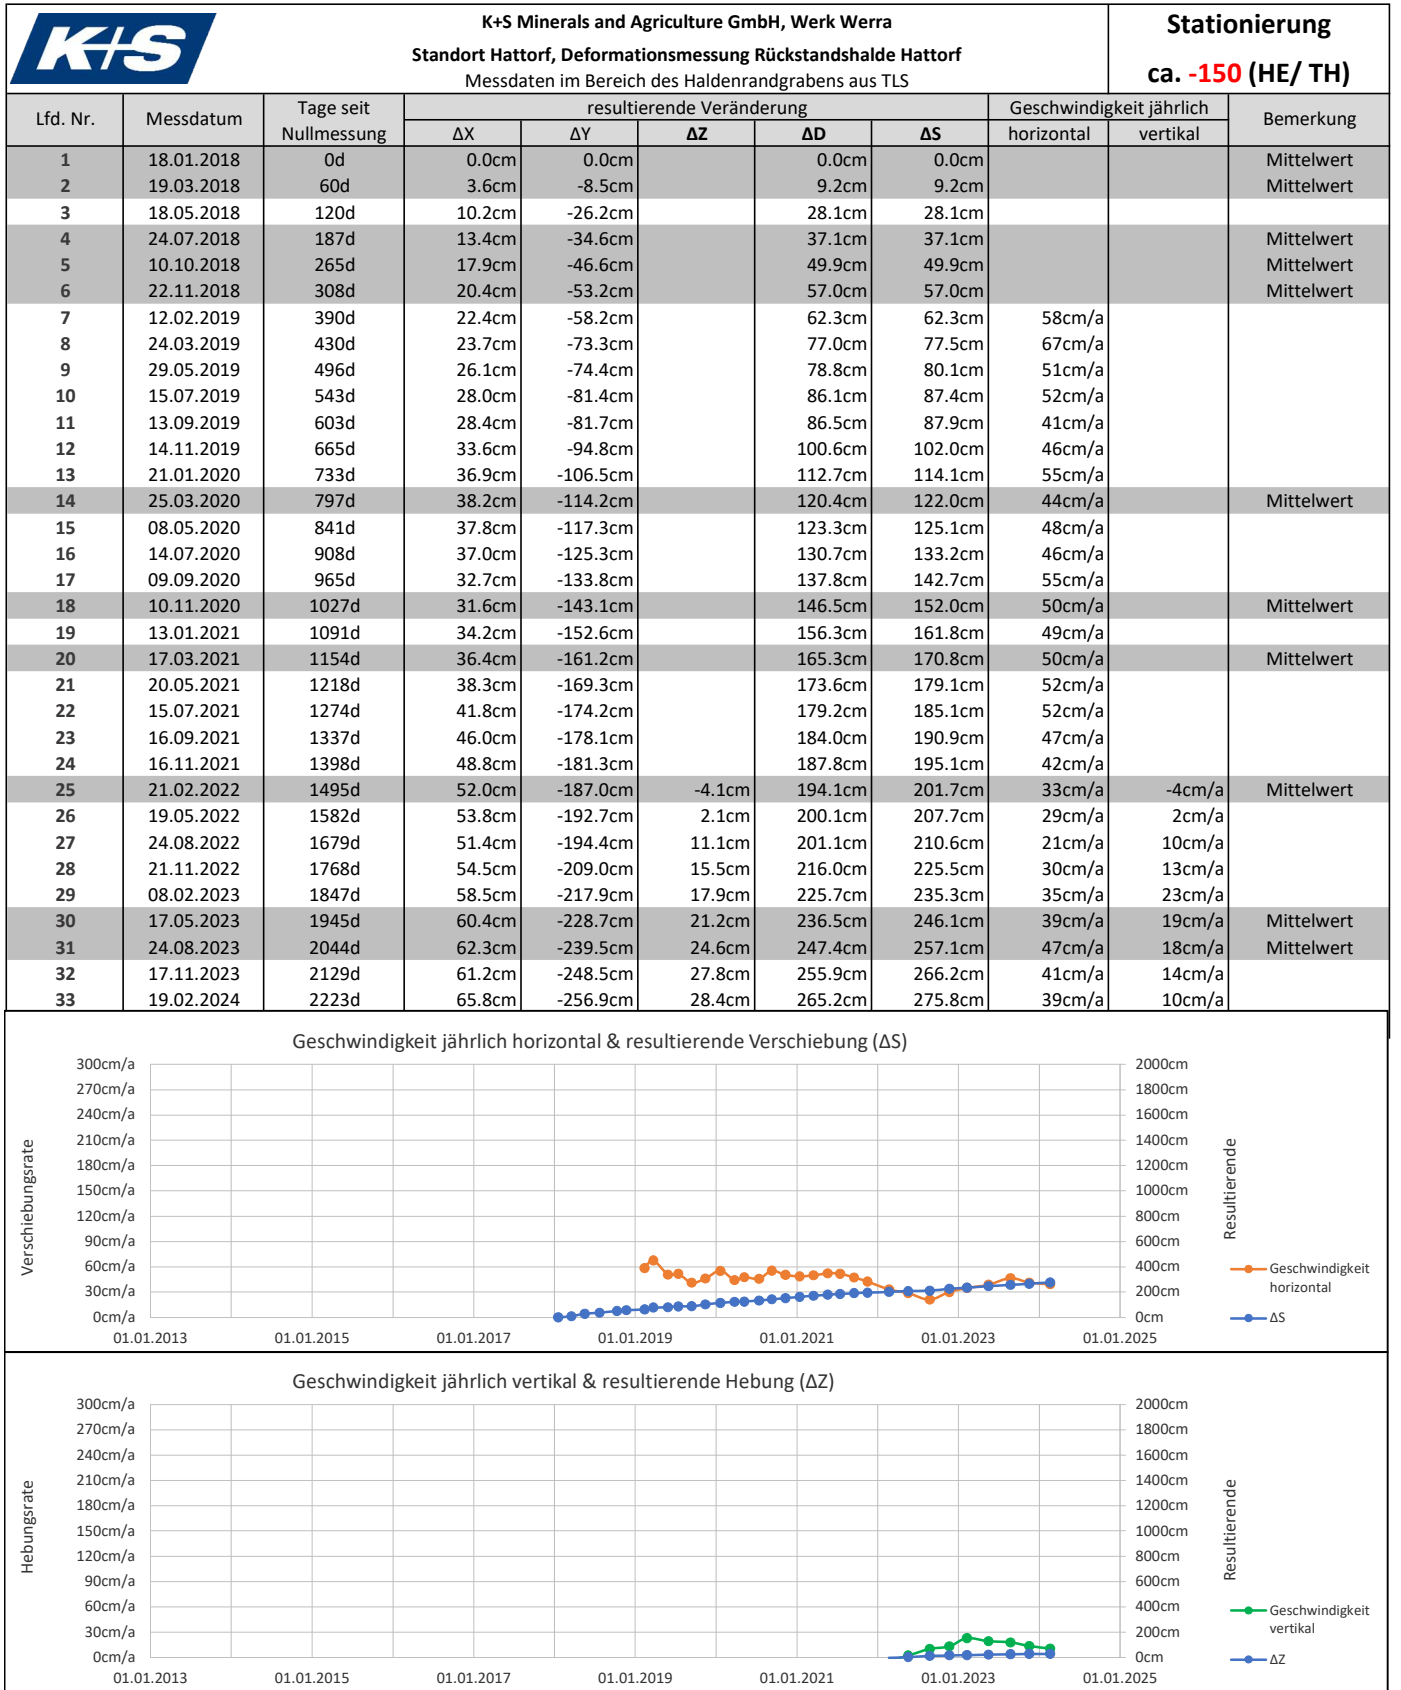 K+S
K+S Minerals and Agriculture GmbH, Werk Werra
Standort Hattorf, Deformationsmessung Rückstandshalde Hattorf
Messdaten im Bereich des Haldenrandgrabens aus TLS
Stationierung
ca. -150 (HE/ TH)
Lfd. Nr. Messdatum Tage seit Nullmessung resultierende Veränderung Geschwindigkeit jährlich Bemerkung
ΔX ΔY ΔZ ΔD ΔS horizontal vertikal
1 18.01.2018 0d 0.0cm 0.0cm 0.0cm 0.0cm Mittelwert
2 19.03.2018 60d 3.6cm -8.5cm 9.2cm 9.2cm Mittelwert
3 18.05.2018 120d 10.2cm -26.2cm 28.1cm 28.1cm
4 24.07.2018 187d 13.4cm -34.6cm 37.1cm 37.1cm Mittelwert
5 10.10.2018 265d 17.9cm -46.6cm 49.9cm 49.9cm Mittelwert
6 22.11.2018 308d 20.4cm -53.2cm 57.0cm 57.0cm Mittelwert
7 12.02.2019 390d 22.4cm -58.2cm 62.3cm 62.3cm 58cm/a
8 24.03.2019 430d 23.7cm -73.3cm 77.0cm 77.5cm 67cm/a
9 29.05.2019 496d 26.1cm -74.4cm 78.8cm 80.1cm 51cm/a
10 15.07.2019 543d 28.0cm -81.4cm 86.1cm 87.4cm 52cm/a
11 13.09.2019 603d 28.4cm -81.7cm 86.5cm 87.9cm 41cm/a
12 14.11.2019 665d 33.6cm -94.8cm 100.6cm 102.0cm 46cm/a
13 21.01.2020 733d 36.9cm -106.5cm 112.7cm 114.1cm 55cm/a
14 25.03.2020 797d 38.2cm -114.2cm 120.4cm 122.0cm 44cm/a Mittelwert
15 08.05.2020 841d 37.8cm -117.3cm 123.3cm 125.1cm 48cm/a
16 14.07.2020 908d 37.0cm -125.3cm 130.7cm 133.2cm 46cm/a
17 09.09.2020 965d 32.7cm -133.8cm 137.8cm 142.7cm 55cm/a
18 10.11.2020 1027d 31.6cm -143.1cm 146.5cm 152.0cm 50cm/a Mittelwert
19 13.01.2021 1091d 34.2cm -152.6cm 156.3cm 161.8cm 49cm/a
20 17.03.2021 1154d 36.4cm -161.2cm 165.3cm 170.8cm 50cm/a Mittelwert
21 20.05.2021 1218d 38.3cm -169.3cm 173.6cm 179.1cm 52cm/a
22 15.07.2021 1274d 41.8cm -174.2cm 179.2cm 185.1cm 52cm/a
23 16.09.2021 1337d 46.0cm -178.1cm 184.0cm 190.9cm 47cm/a
24 16.11.2021 1398d 48.8cm -181.3cm 187.8cm 195.1cm 42cm/a
25 21.02.2022 1495d 52.0cm -187.0cm -4.1cm 194.1cm 201.7cm 33cm/a -4cm/a Mittelwert
26 19.05.2022 1582d 53.8cm -192.7cm 2.1cm 200.1cm 207.7cm 29cm/a 2cm/a
27 24.08.2022 1679d 51.4cm -194.4cm 11.1cm 201.1cm 210.6cm 21cm/a 10cm/a
28 21.11.2022 1768d 54.5cm -209.0cm 15.5cm 216.0cm 225.5cm 30cm/a 13cm/a
29 08.02.2023 1847d 58.5cm -217.9cm 17.9cm 225.7cm 235.3cm 35cm/a 23cm/a
30 17.05.2023 1945d 60.4cm -228.7cm 21.2cm 236.5cm 246.1cm 39cm/a 19cm/a Mittelwert
31 24.08.2023 2044d 62.3cm -239.5cm 24.6cm 247.4cm 257.1cm 47cm/a 18cm/a Mittelwert
32 17.11.2023 2129d 61.2cm -248.5cm 27.8cm 255.9cm 266.2cm 41cm/a 14cm/a
33 19.02.2024 2223d 65.8cm -256.9cm 28.4cm 265.2cm 275.8cm 39cm/a 10cm/a
Geschwindigkeit jährlich horizontal & resultierende Verschiebung (ΔS)
Verschiebungsrate
300cm/a 2000cm
270cm/a 1800cm
240cm/a 1600cm
210cm/a 1400cm
180cm/a 1200cm
150cm/a 1000cm
120cm/a 800cm
90cm/a 600cm
60cm/a 400cm
30cm/a 200cm
0cm/a 0cm
Resultierende
Geschwindigkeit
horizontal
ΔS
01.01.2013 01.01.2015 01.01.2017 01.01.2019 01.01.2021 01.01.2023 01.01.2025
Geschwindigkeit jährlich vertikal & resultierende Hebung (ΔZ)
Hebungsrate
300cm/a 2000cm
270cm/a 1800cm
240cm/a 1600cm
210cm/a 1400cm
180cm/a 1200cm
150cm/a 1000cm
120cm/a 800cm
90cm/a 600cm
60cm/a 400cm
30cm/a 200cm
0cm/a 0cm
Resultierende
Geschwindigkeit
vertikal
ΔZ
01.01.2013 01.01.2015 01.01.2017 01.01.2019 01.01.2021 01.01.2023 01.01.2025